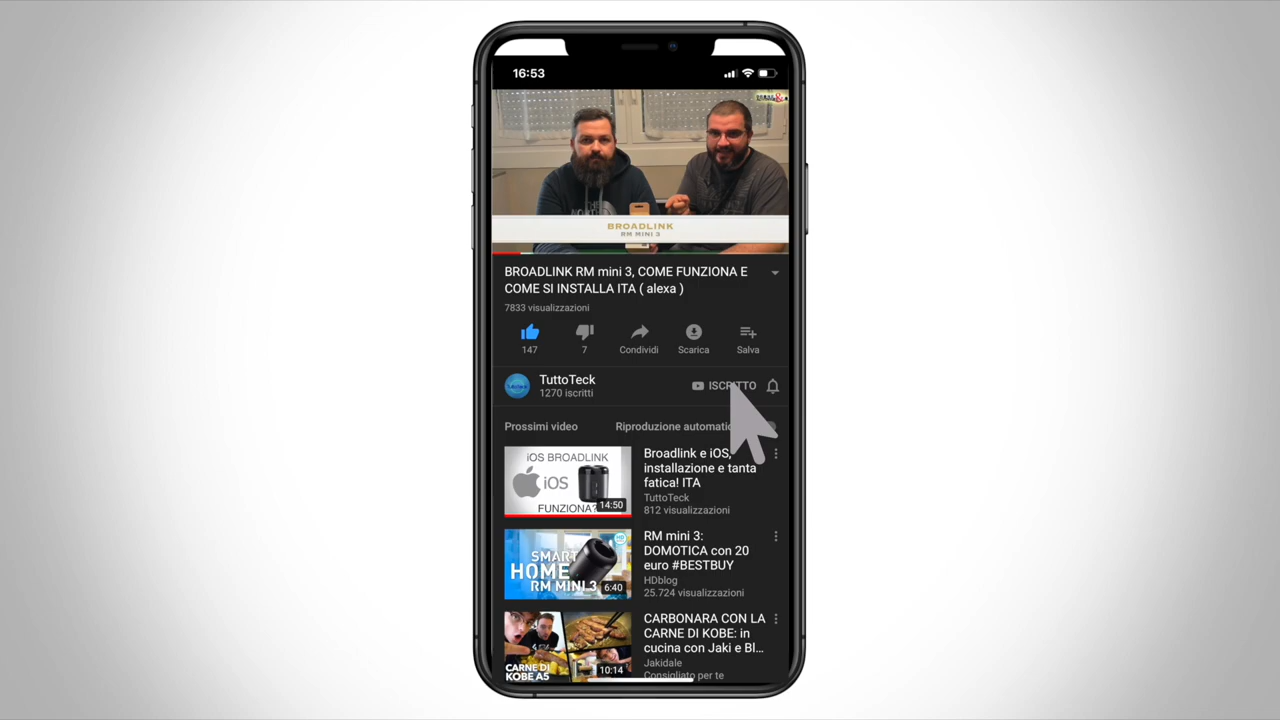 16:53
BROADLINK
RM MINI 3
BROADLINK RM mini 3, COME FUNZIONA E
COME SI INSTALLA ITA ( alexa )
7833 visualizzazioni
147
7
Condividi
Scarica
Salva
TuttoTeck
1270 iscritti
ISCRITTO
Prossimi video
Riproduzione automatic
iOS BROADLINK
iOS
FUNZIONA?
14:50
Broadlink e iOS,
installazione e tanta
fatica! ITA
TuttoTeck
812 visualizzazioni
SMART
HOME
RM MINI 3
6:40
RM mini 3:
DOMOTICA con 20
euro #BESTBUY
HDblog
25.724 visualizzazioni
CARNE DI
KOBE A5
10:14
CARBONARA CON LA
CARNE DI KOBE: in
cucina con Jaki e Bl...
Jakidale
Consigliato per te